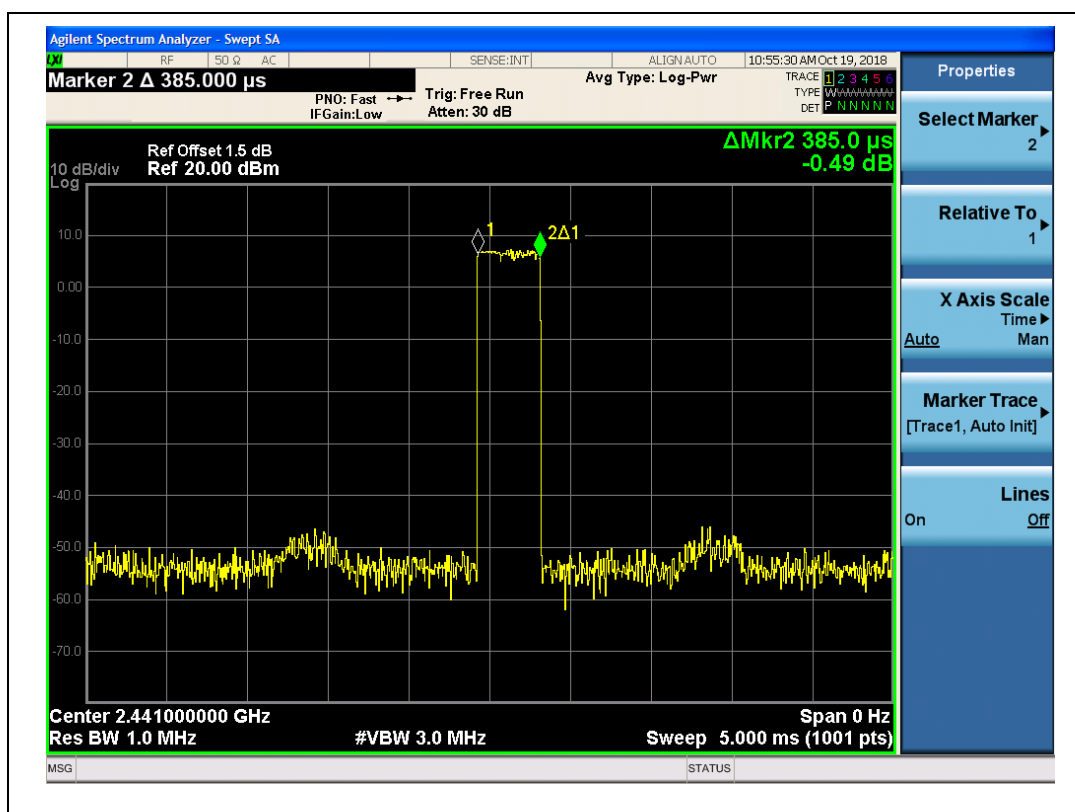 Agilent Spectrum Analyzer - Swept SA
LXI RF 50 Ω AC SENSE:INT ALIGN AUTO 10:55:30 AM Oct 19, 2018
Marker 2 Δ 385.000 µs
PNO: Fast
IFGain:Low
Trig: Free Run
Atten: 30 dB
Avg Type: Log-Pwr
TRACE 1 2 3 4 5 6
TYPE
DET P N N N N N
ΔMkr2 385.0 µs
-0.49 dB
Ref Offset 1.5 dB
10 dB/div Ref 20.00 dBm
Log
10.0
0.00
-10.0
-20.0
-30.0
-40.0
-50.0
-60.0
-70.0
1
2Δ1
Center 2.441000000 GHz Span 0 Hz
Res BW 1.0 MHz #VBW 3.0 MHz Sweep 5.000 ms (1001 pts)
MSG STATUS
Properties
Select Marker
2
Relative To
1
X Axis Scale
Time
Auto Man
Marker Trace
[Trace1, Auto Init]
Lines
On Off